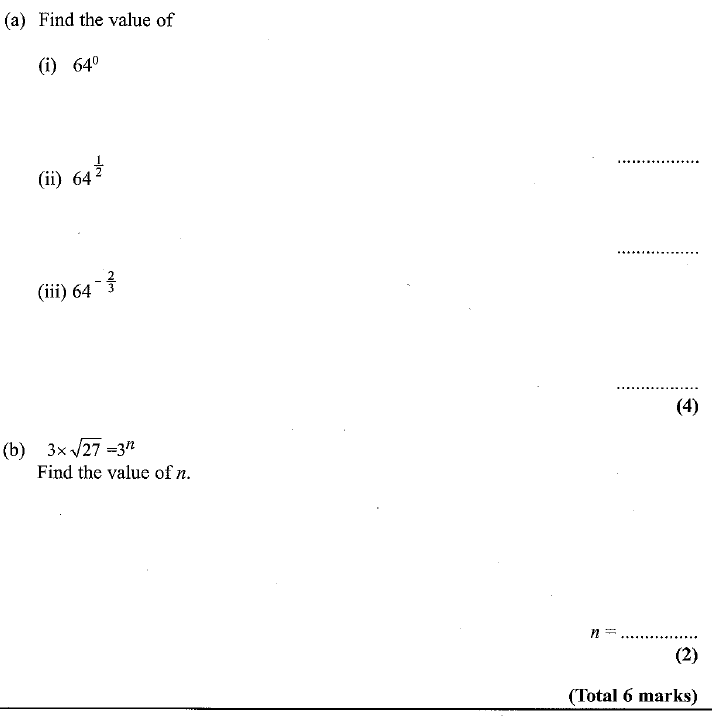 (a) Find the value of
(i) 64⁰
..................
(ii) 64^{1/2}
..................
(iii) 64^{-2/3}
..................
(4)
(b) 3×√27 =3ⁿ
Find the value of n.
n = ................
(2)
(Total 6 marks)